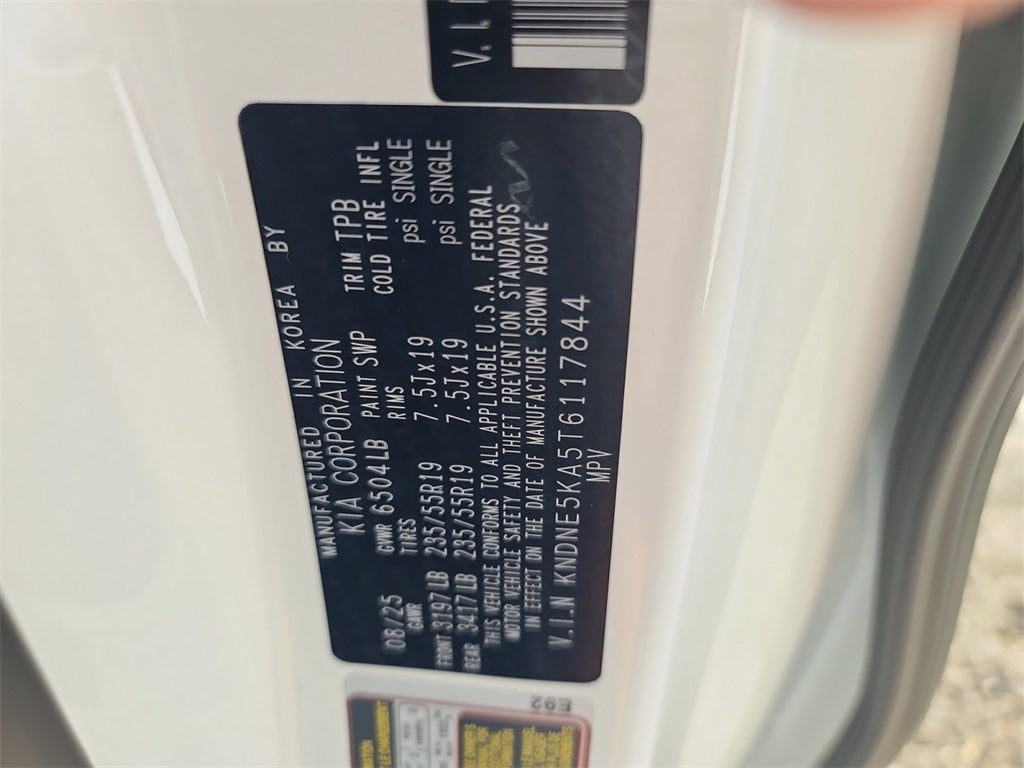 V. I.
MANUFACTURED IN KOREA BY
KIA CORPORATION
08/25 GVWR 6504LB PAINT SWP TRIM TPB
GAWR TIRES RIMS COLD TIRE INFL
FRONT 3197LB 235/55R19 7.5Jx19 psi SINGLE
REAR 3417LB 235/55R19 7.5Jx19 psi SINGLE
THIS VEHICLE CONFORMS TO ALL APPLICABLE U.S.A. FEDERAL
MOTOR VEHICLE SAFETY AND THEFT PREVENTION STANDARDS
IN EFFECT ON THE DATE OF MANUFACTURE SHOWN ABOVE
V.I.N KNDNE5KA5T6117844
MPV